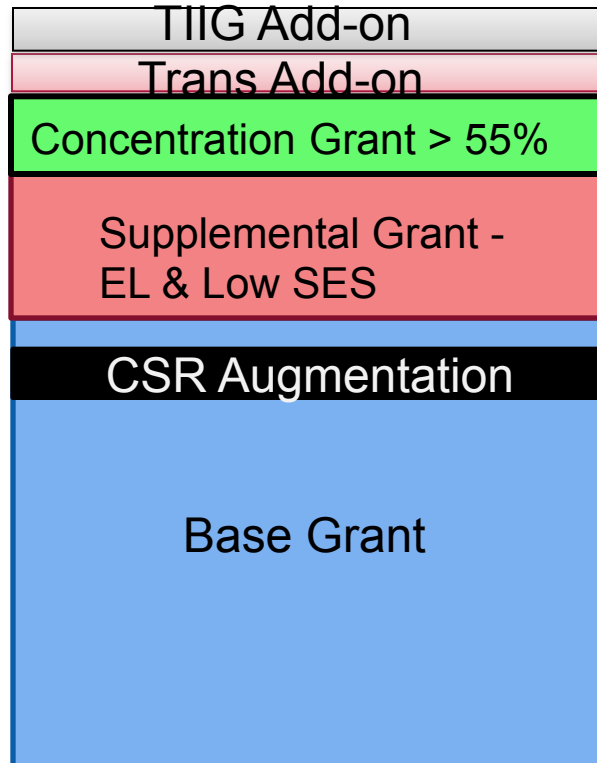 TIIG Add-on
Trans Add-on
Concentration Grant > 55%
Supplemental Grant -
EL & Low SES
CSR Augmentation
Base Grant